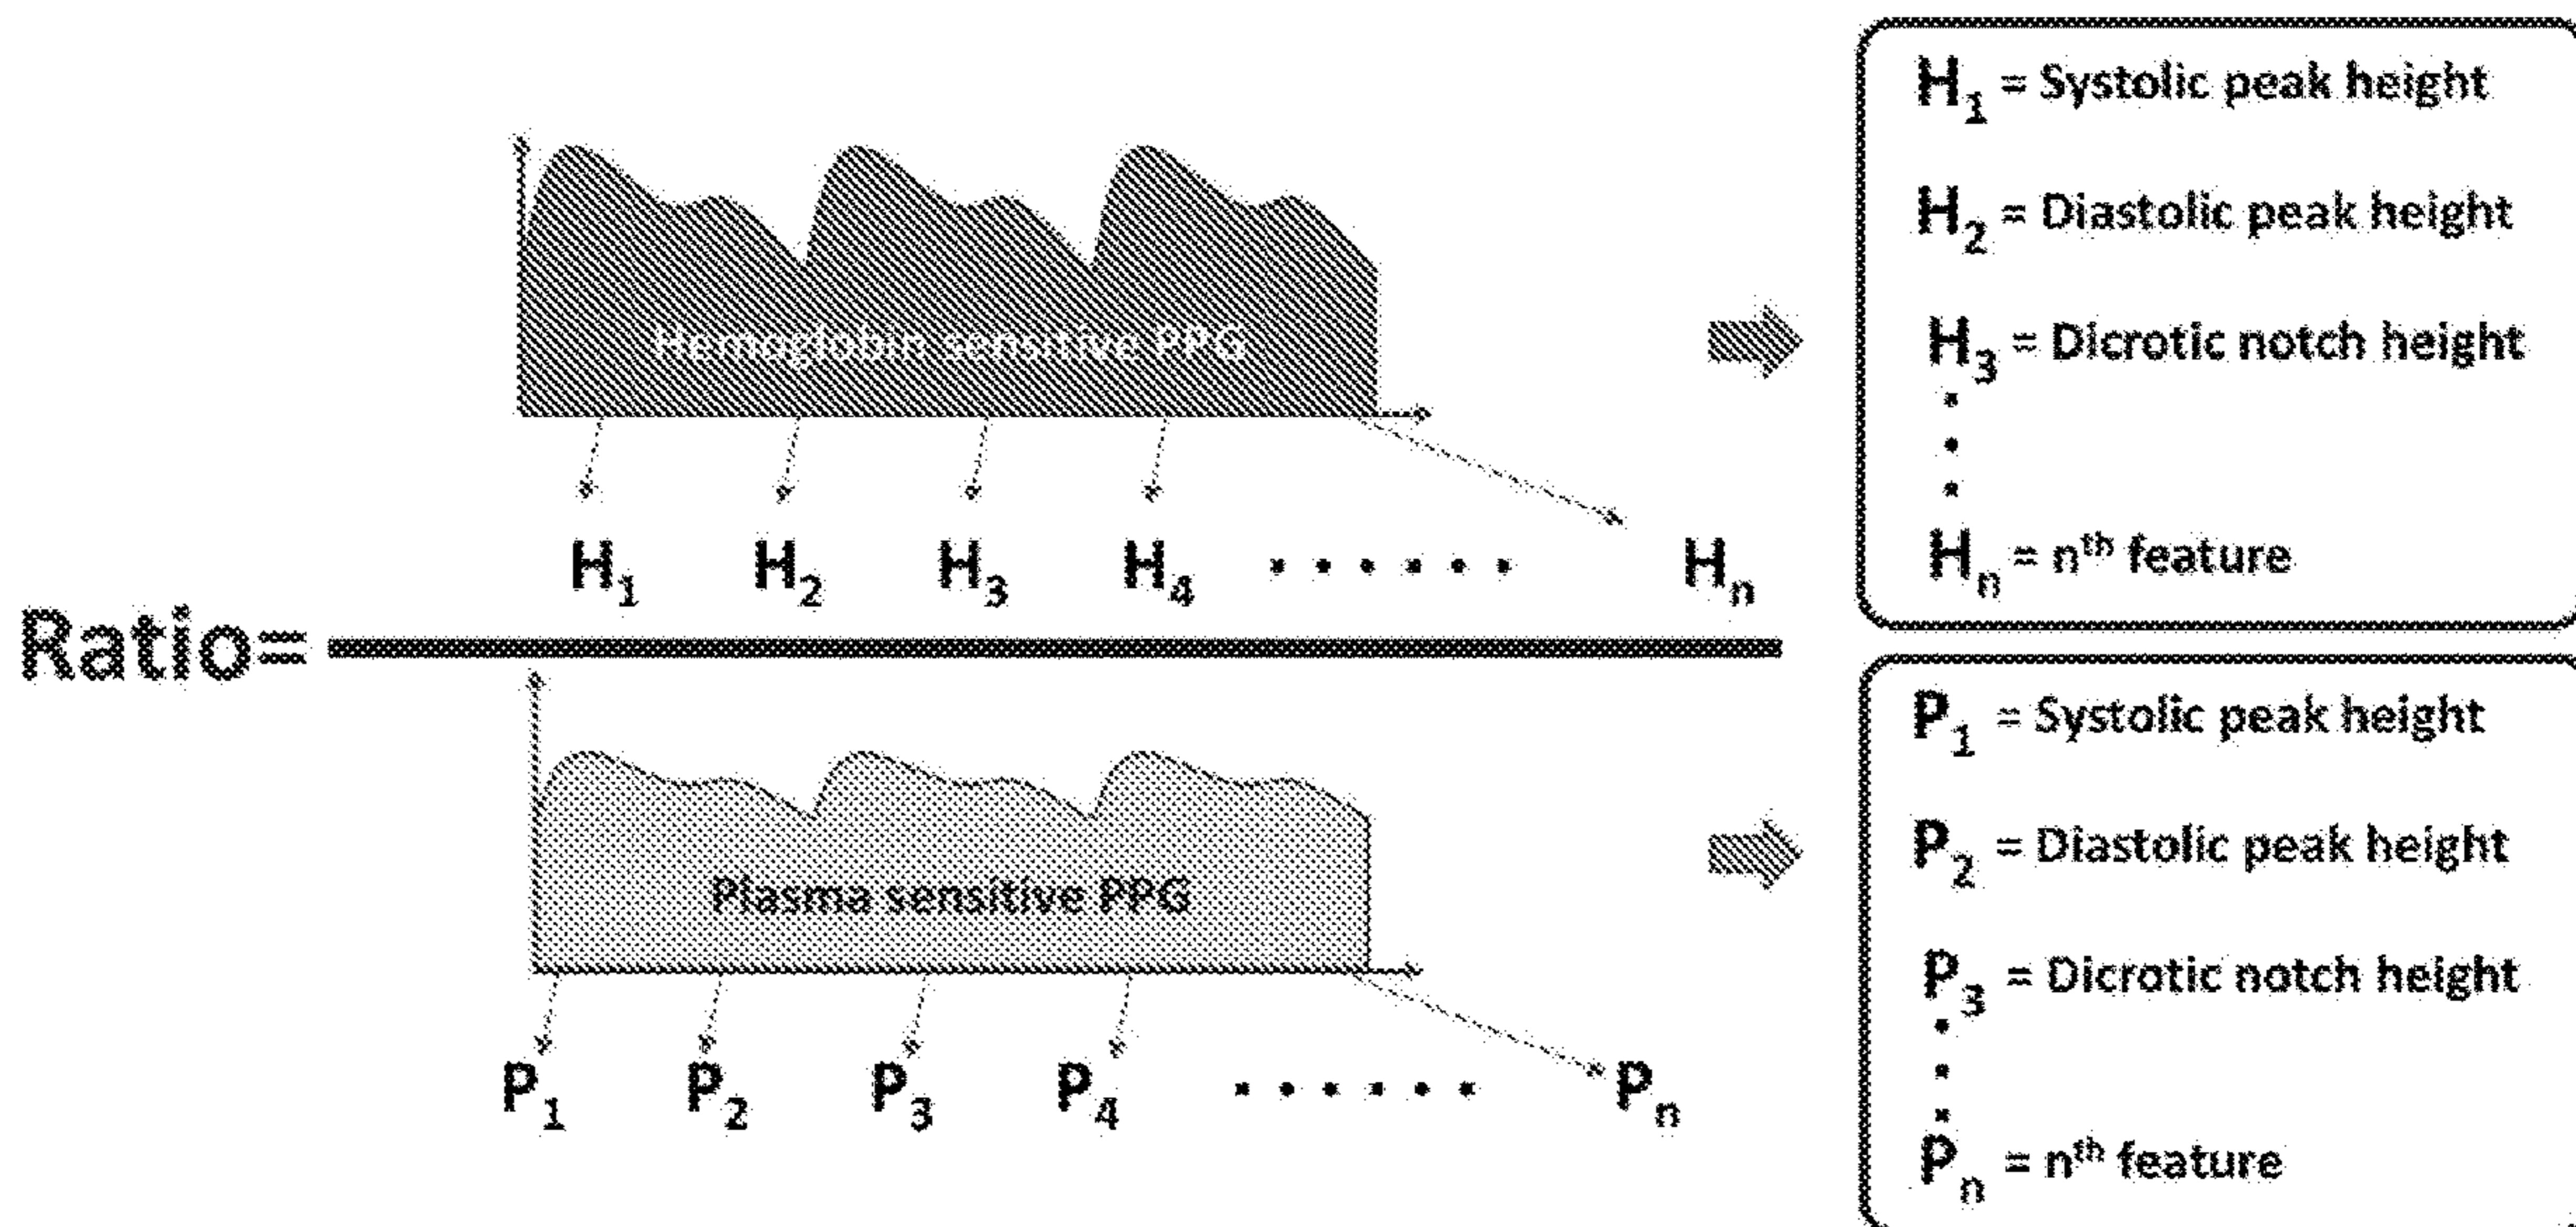 Hemoglobin sensitive PPG
H₁ H₂ H₃ H₄ · · · · · · Hₙ
Ratio=
Plasma sensitive PPG
P₁ P₂ P₃ P₄ · · · · · · Pₙ
H₁ = Systolic peak height
H₂ = Diastolic peak height
H₃ = Dicrotic notch height
Hₙ = nᵗʰ feature
P₁ = Systolic peak height
P₂ = Diastolic peak height
P₃ = Dicrotic notch height
Pₙ = nᵗʰ feature